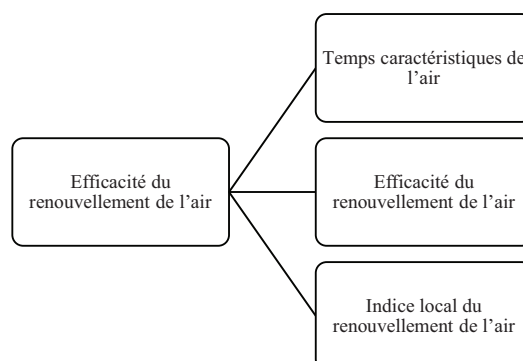 Temps caractéristiques de
l’air
Efficacité du
renouvellement de l’air
Efficacité du
renouvellement de l’air
Indice local du
renouvellement de l’air